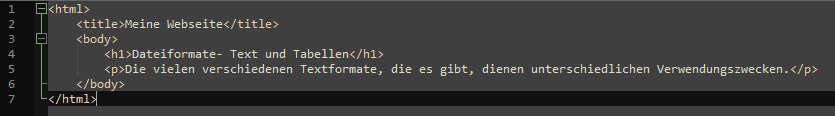 1 <html>
2 <title>Meine Webseite</title>
3 <body>
4 <h1>Dateiformate- Text und Tabellen</h1>
5 <p>Die vielen verschiedenen Textformate, die es gibt, dienen unterschiedlichen Verwendungszwecken.</p>
6 </body>
7 </html>